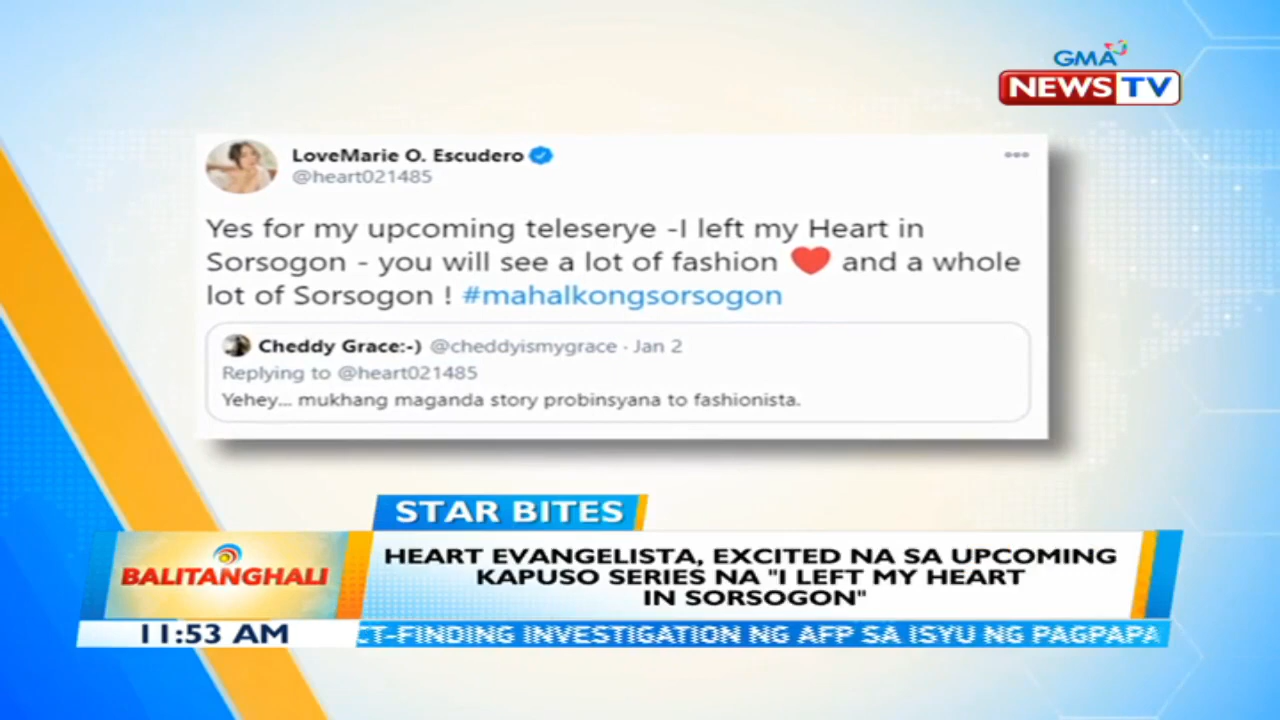 GMA
NEWS TV
LoveMarie O. Escudero
@heart021485
Yes for my upcoming teleserye -I left my Heart in
Sorsogon - you will see a lot of fashion ❤ and a whole
lot of Sorsogon ! #mahalkongsorsogon
Cheddy Grace:-) @cheddyismygrace · Jan 2
Replying to @heart021485
Yehey... mukhang maganda story probinsyana to fashionista.
STAR BITES
HEART EVANGELISTA, EXCITED NA SA UPCOMING
KAPUSO SERIES NA "I LEFT MY HEART
IN SORSOGON"
BALITANGHALI
11:53 AM
CT-FINDING INVESTIGATION NG AFP SA ISYU NG PAGPAPA